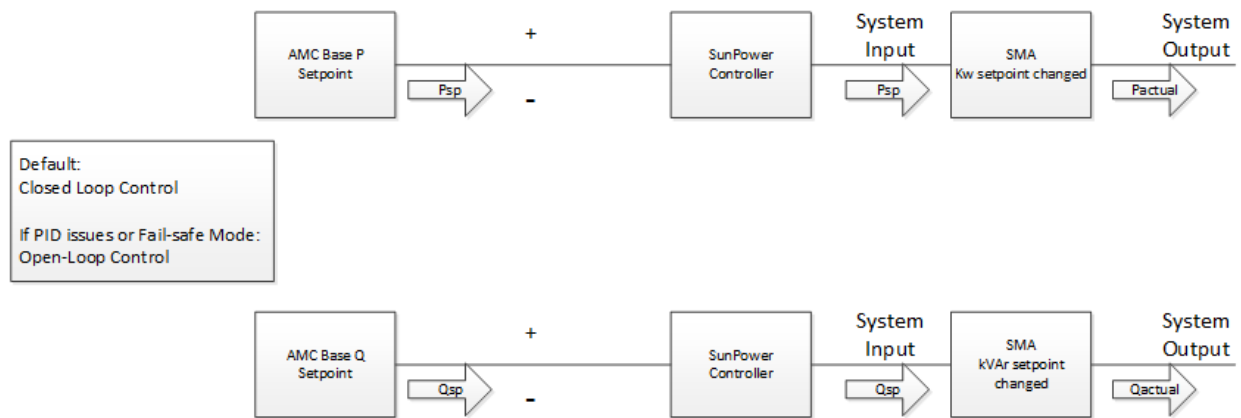 AMC Base P
Setpoint
Psp
+
-
SunPower
Controller
System
Input
Psp
SMA
Kw setpoint changed
System
Output
Pactual
Default:
Closed Loop Control
If PID issues or Fail-safe Mode:
Open-Loop Control
AMC Base Q
Setpoint
Qsp
+
-
SunPower
Controller
System
Input
Qsp
SMA
kVAr setpoint
changed
System
Output
Qactual